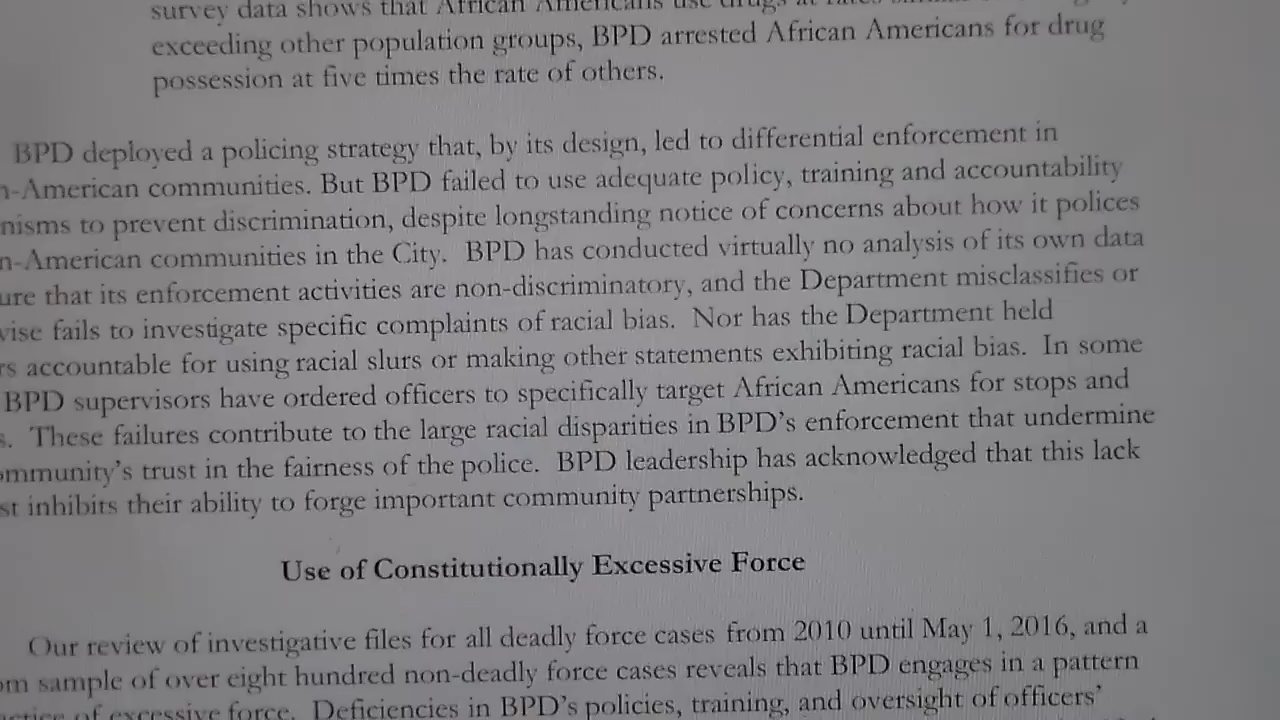 survey data shows that African Americans use drugs at rates
exceeding other population groups, BPD arrested African Americans for drug
possession at five times the rate of others.
BPD deployed a policing strategy that, by its design, led to differential enforcement in
-American communities. But BPD failed to use adequate policy, training and accountability
nisms to prevent discrimination, despite longstanding notice of concerns about how it polices
n-American communities in the City. BPD has conducted virtually no analysis of its own data
ure that its enforcement activities are non-discriminatory, and the Department misclassifies or
wise fails to investigate specific complaints of racial bias. Nor has the Department held
rs accountable for using racial slurs or making other statements exhibiting racial bias. In some
BPD supervisors have ordered officers to specifically target African Americans for stops and
s. These failures contribute to the large racial disparities in BPD's enforcement that undermine
ommunity's trust in the fairness of the police. BPD leadership has acknowledged that this lack
st inhibits their ability to forge important community partnerships.
Use of Constitutionally Excessive Force
Our review of investigative files for all deadly force cases from 2010 until May 1, 2016, and a
om sample of over eight hundred non-deadly force cases reveals that BPD engages in a pattern
of excessive force. Deficiencies in BPD's policies, training, and oversight of officers'